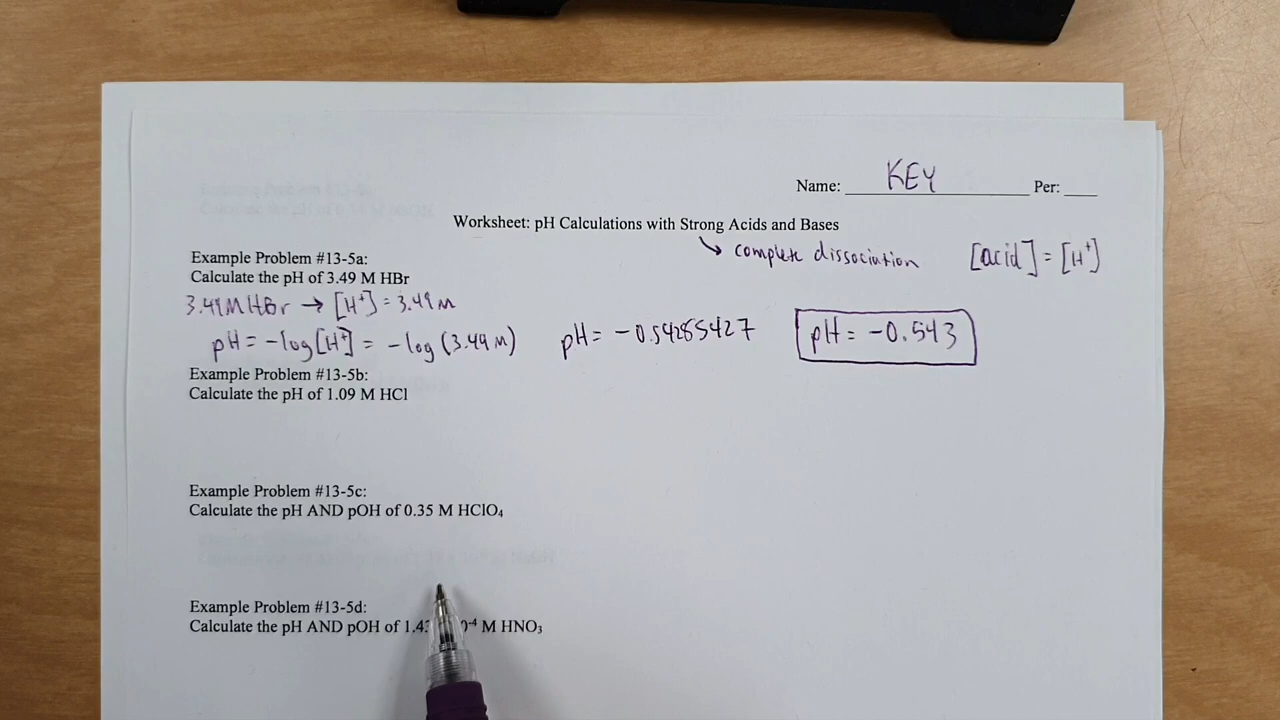 Name: KEY Per:
Worksheet: pH Calculations with Strong Acids and Bases
↳ complete dissociation [acid] = [H⁺]
Example Problem #13-5a:
Calculate the pH of 3.49 M HBr
3.49M HBr → [H⁺] = 3.49 M
pH = -log[H⁺] = -log(3.49 M) pH = -0.54285427 pH = -0.543
Example Problem #13-5b:
Calculate the pH of 1.09 M HCl
Example Problem #13-5c:
Calculate the pH AND pOH of 0.35 M HClO₄
Example Problem #13-5d:
Calculate the pH AND pOH of M HNO₃